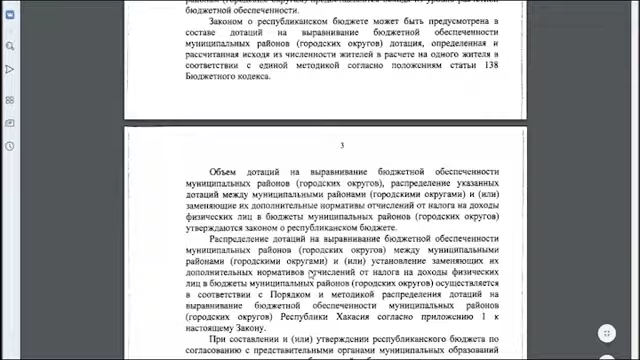 бюджетной обеспеченности.
Законом о республиканском бюджете может быть предусмотрена в
составе дотаций на выравнивание бюджетной обеспеченности
муниципальных районов (городских округов) дотация, определенная и
рассчитанная исходя из численности жителей в расчете на одного жителя в
соответствии с единой методикой согласно положениям статьи 138
Бюджетного кодекса.
3
Объем дотаций на выравнивание бюджетной обеспеченности
муниципальных районов (городских округов), распределение указанных
дотаций между муниципальными районами (городскими округами) и (или)
заменяющие их дополнительные нормативы отчислений от налога на доходы
физических лиц в бюджеты муниципальных районов (городских округов)
утверждаются законом о республиканском бюджете.
Распределение дотаций на выравнивание бюджетной обеспеченности
муниципальных районов (городских округов) между муниципальными
районами (городскими округами) и (или) установление заменяющих их
дополнительных нормативов отчислений от налога на доходы физических
лиц в бюджеты муниципальных районов (городских округов) осуществляется
в соответствии с Порядком и методикой распределения дотаций на
выравнивание бюджетной обеспеченности муниципальных районов
(городских округов) Республики Хакасия согласно приложению 1 к
настоящему Закону.
При составлении и (или) утверждении республиканского бюджета по
согласованию с представительными органами муниципальных образований